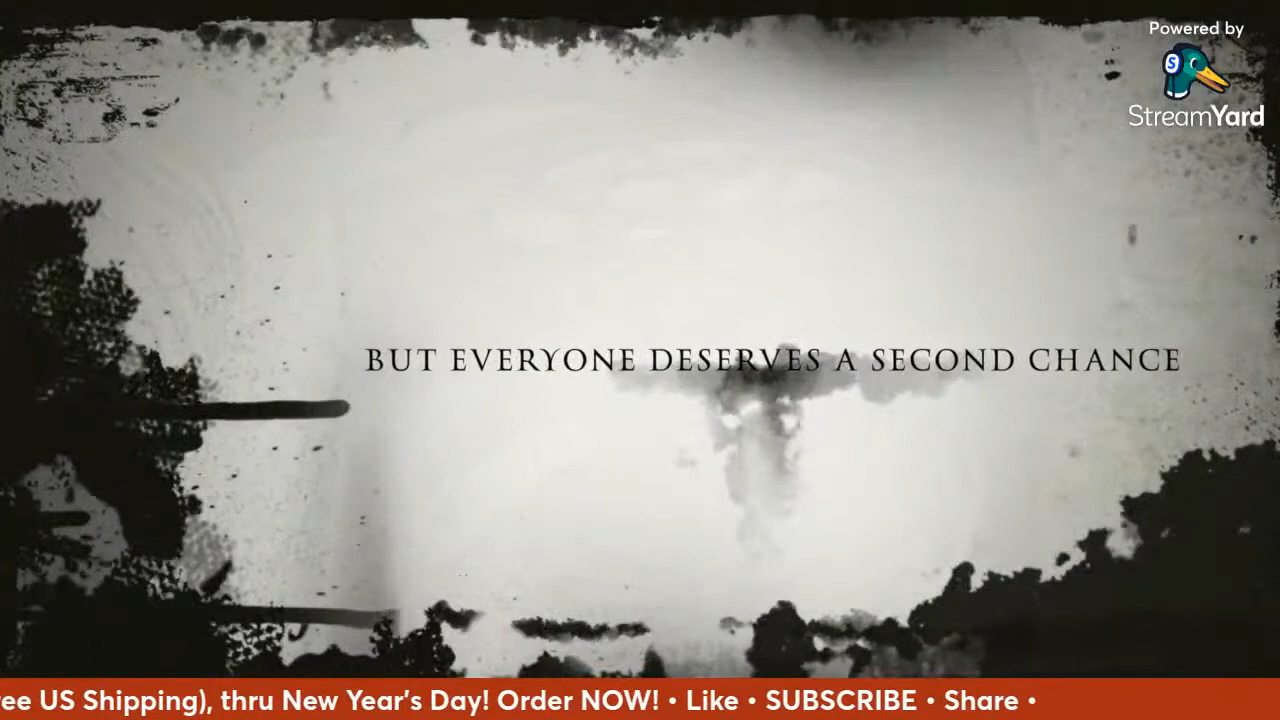 Powered by
StreamYard
BUT EVERYONE DESERVES A SECOND CHANCE
ee US Shipping), thru New Year's Day! Order NOW! • Like • SUBSCRIBE • Share •